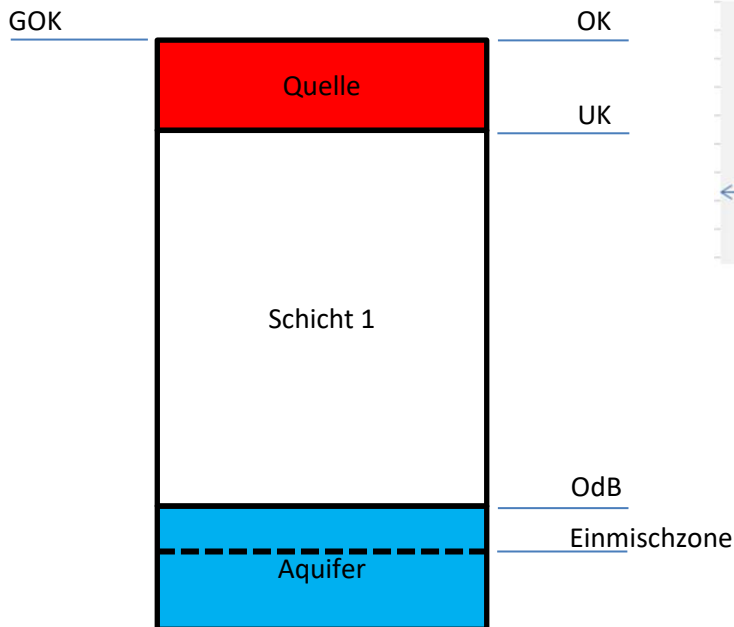 GOK
OK
Quelle
UK
Schicht 1
OdB
Einmischzone
Aquifer